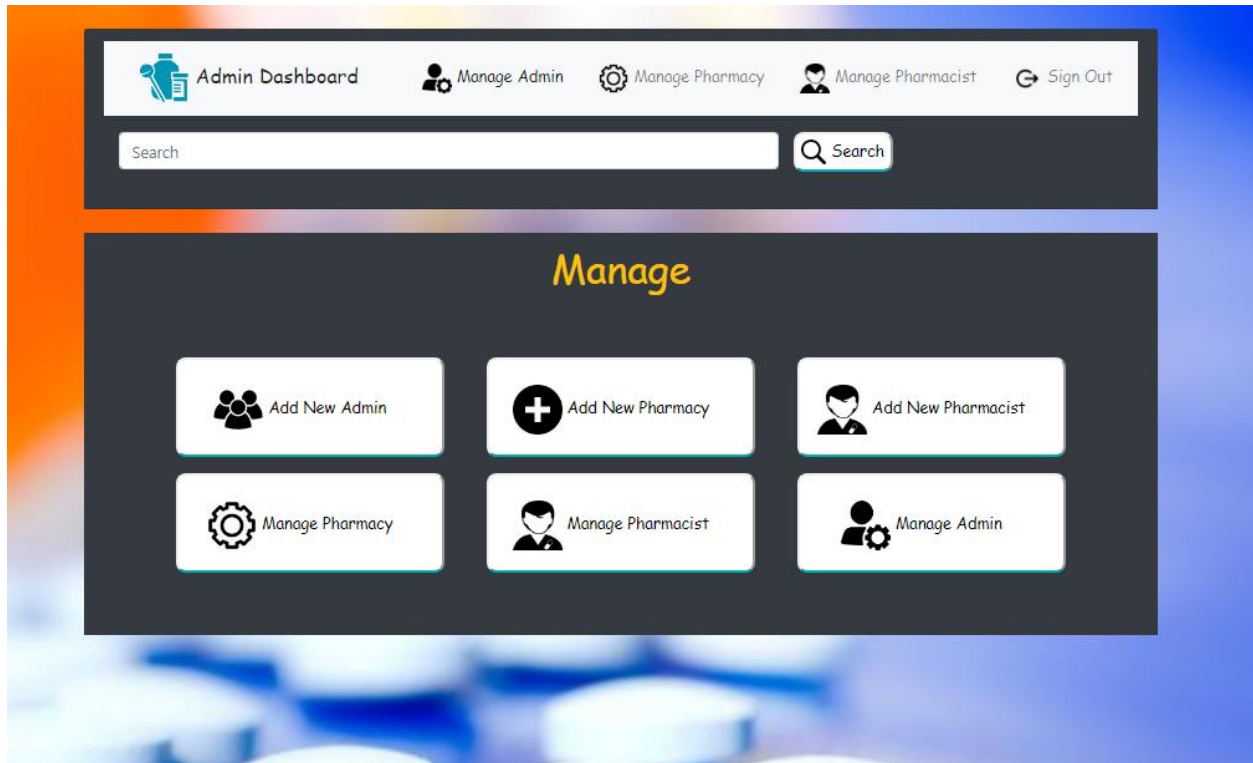 Admin Dashboard Manage Admin Manage Pharmacy Manage Pharmacist Sign Out
Search Search
Manage
Add New Admin Add New Pharmacy Add New Pharmacist
Manage Pharmacy Manage Pharmacist Manage Admin